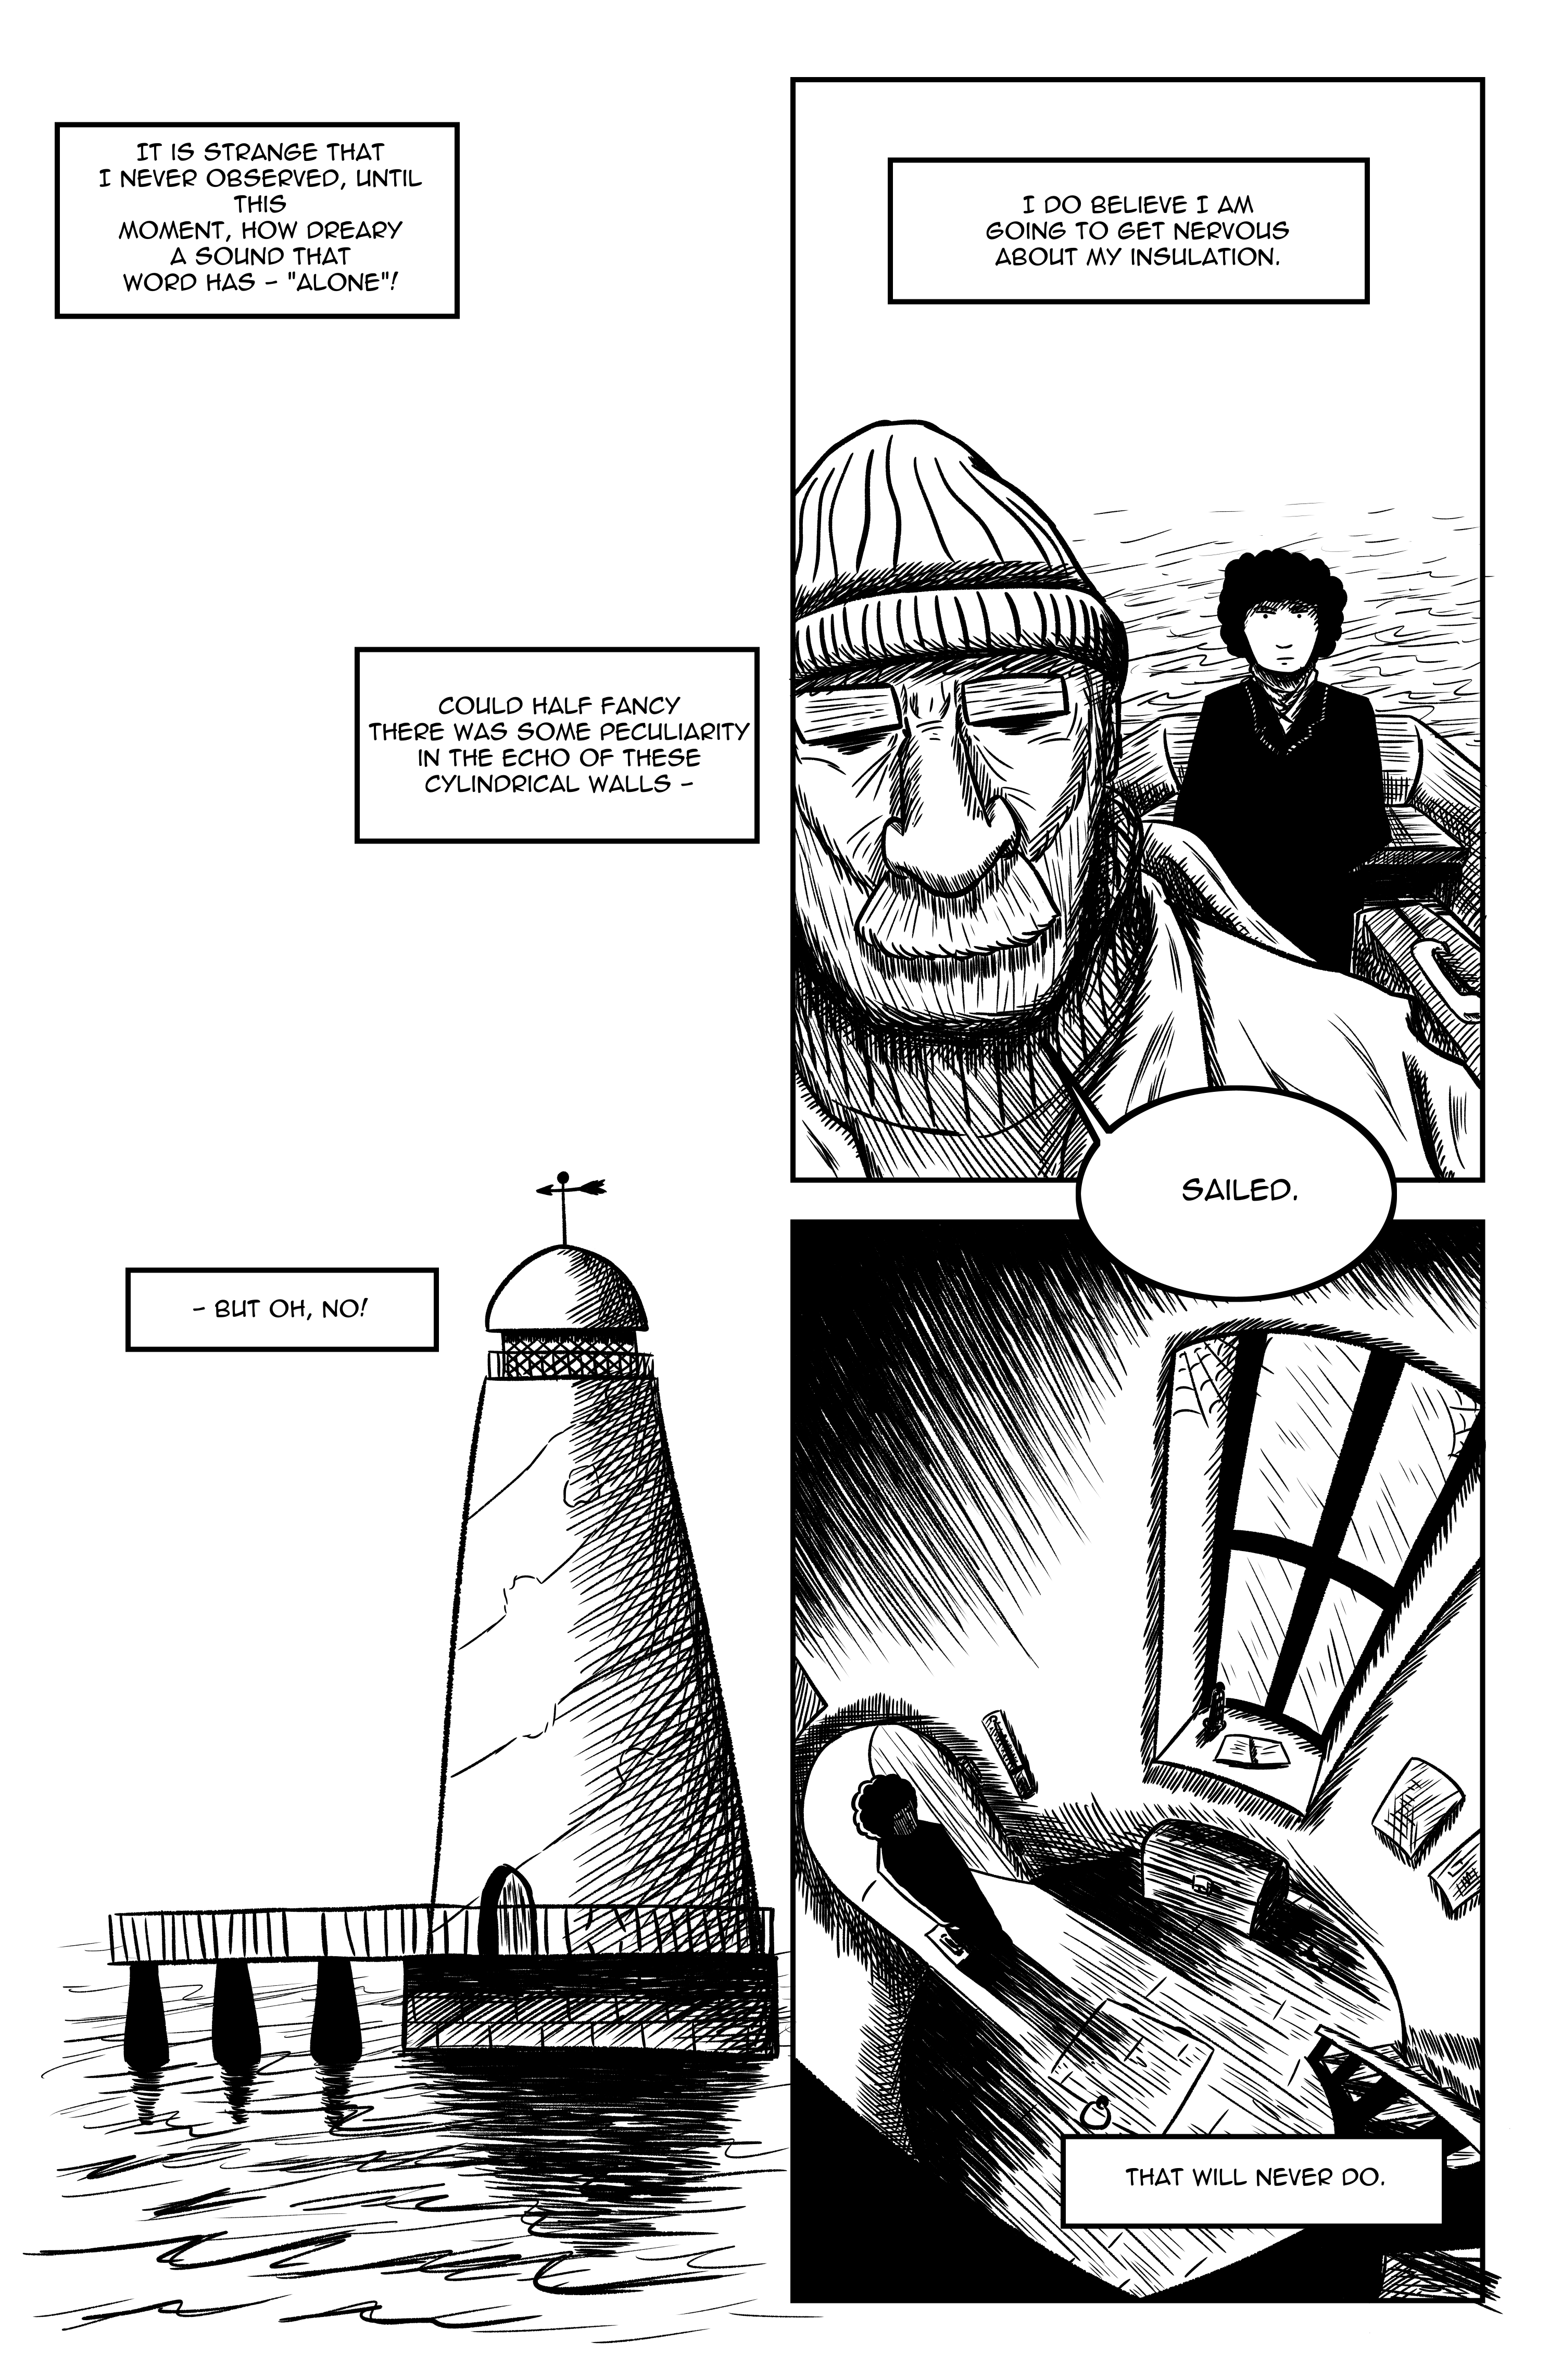 IT IS STRANGE THAT
I NEVER OBSERVED, UNTIL
THIS
MOMENT, HOW DREARY
A SOUND THAT
WORD HAS – "ALONE"!
COULD HALF FANCY
THERE WAS SOME PECULIARITY
IN THE ECHO OF THESE
CYLINDRICAL WALLS –
– BUT OH, NO!
I DO BELIEVE I AM
GOING TO GET NERVOUS
ABOUT MY INSULATION.
SAILED.
THAT WILL NEVER DO.